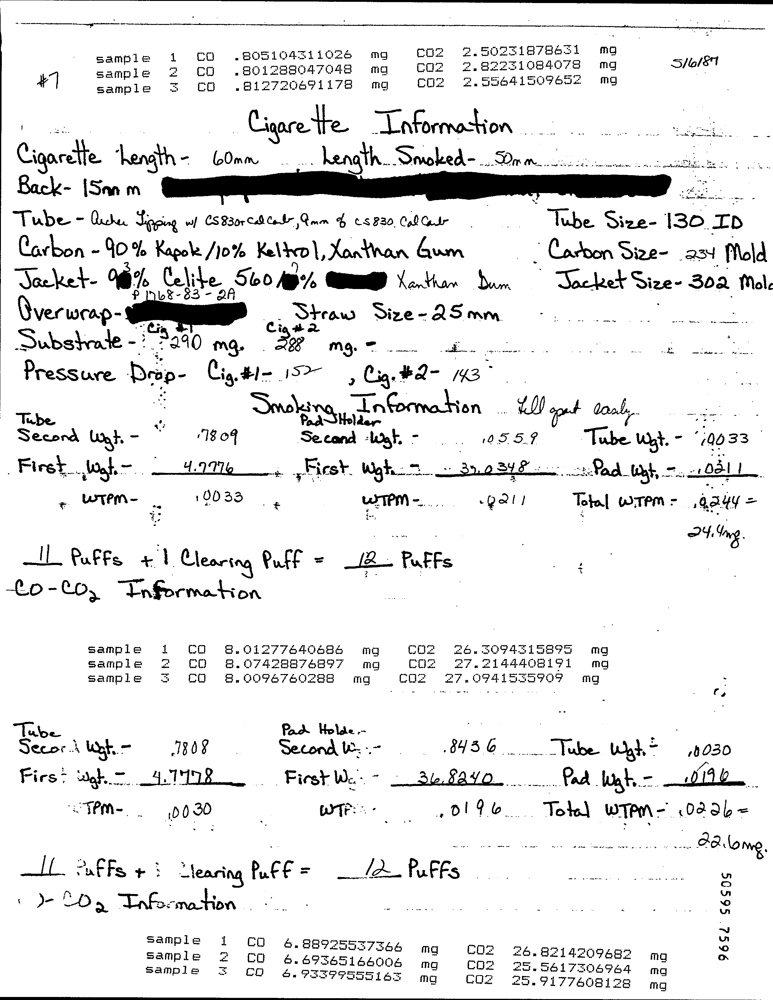 sample 1 CO .805104311026 mg CO2 2.50231878631 mg
sample 2 CO .801288047048 mg CO2 2.82231084078 mg 5/6/87
#7 sample 3 CO .812720691178 mg CO2 2.55641509652 mg
Cigarette Information
Cigarette Length- 60mm Length Smoked- 50mm
Back- 15mm
Tube - Archer Tipping w/ CS830 Cal Carb, 9mm of CS830 Cal Carb Tube Size- 130 ID
Carbon - 90% Kapok/10% Keltrol, Xanthan Gum Carbon Size- 234 Mold
Jacket- % Celite 560/ % Xanthan Gum Jacket Size- 302 Mold
P1768-83-2A
Overwrap- Straw Size-25mm
Cig #1 Cig #2
Substrate - 290 mg. 288 mg. -
Pressure Drop- Cig.#1- 152 , Cig.#2- 143
Smoking Information fell apart easily
Tube Pad Holder
Second Wgt. - .7809 Second Wgt. - .0559 Tube Wgt. - .0033
First Wgt. - 4.7776 First Wgt. - 37.0348 Pad Wgt. - .0211
WTPM- .0033 WTPM- .0211 Total WTPM- .0244 =
24.4mg.
11 Puffs + 1 Clearing Puff = 12 Puffs
CO-CO2 Information
sample 1 CO 8.01277640686 mg CO2 26.3094315895 mg
sample 2 CO 8.07428876897 mg CO2 27.2144408191 mg
sample 3 CO 8.0096760288 mg CO2 27.0941535909 mg
Tube Pad Holder
Second Wgt. - .7808 Second W - .8436 Tube Wgt. - .0030
First Wgt. - 4.7778 First W - 36.8240 Pad Wgt. - .0196
TPM- .0030 WTP .0196 Total WTPM- .0226 =
22.6mg.
11 Puffs + 1 Clearing Puff = 12 Puffs
- CO2 Information
sample 1 CO 6.88925537366 mg CO2 26.8214209682 mg
sample 2 CO 6.69365166006 mg CO2 25.5617306964 mg
sample 3 CO 6.93399555163 mg CO2 25.9177608128 mg
50595 7596